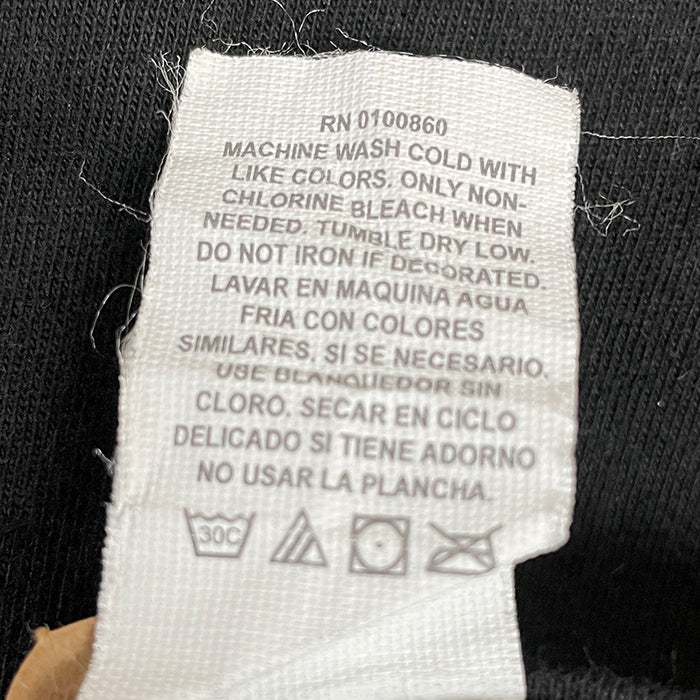 RN 0100860
MACHINE WASH COLD WITH
LIKE COLORS. ONLY NON-
CHLORINE BLEACH WHEN
NEEDED. TUMBLE DRY LOW.
DO NOT IRON IF DECORATED.
LAVAR EN MAQUINA AGUA
FRIA CON COLORES
SIMILARES. SI SE NECESARIO.
USE BLANQUEDOR SIN
CLORO. SECAR EN CICLO
DELICADO SI TIENE ADORNO
NO USAR LA PLANCHA.
30C